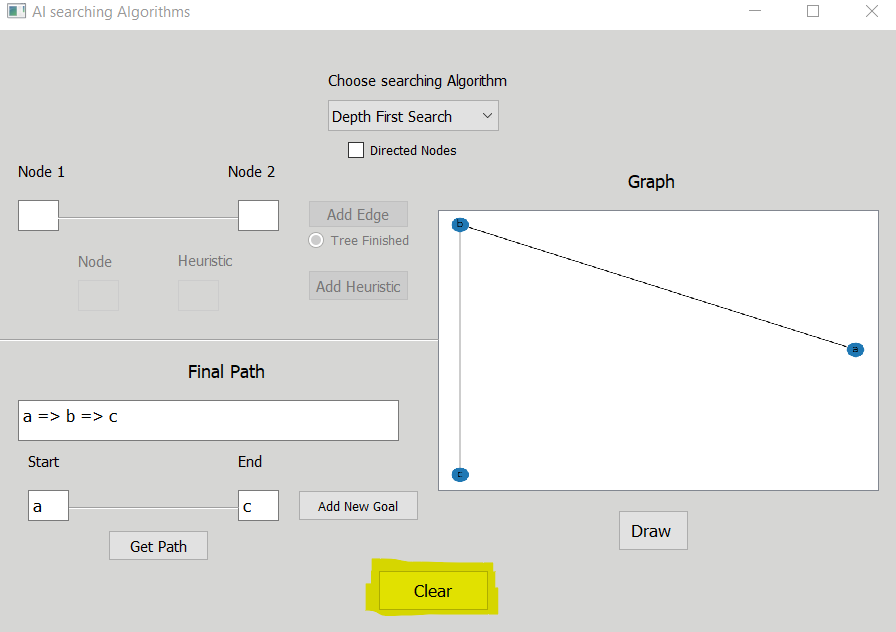 AI searching Algorithms
Choose searching Algorithm
Depth First Search
Directed Nodes
Node 1
Node 2
Add Edge
Tree Finished
Node
Heuristic
Add Heuristic
Graph
b
a
c
Final Path
a => b => c
Start
End
a
c
Add New Goal
Get Path
Draw
Clear